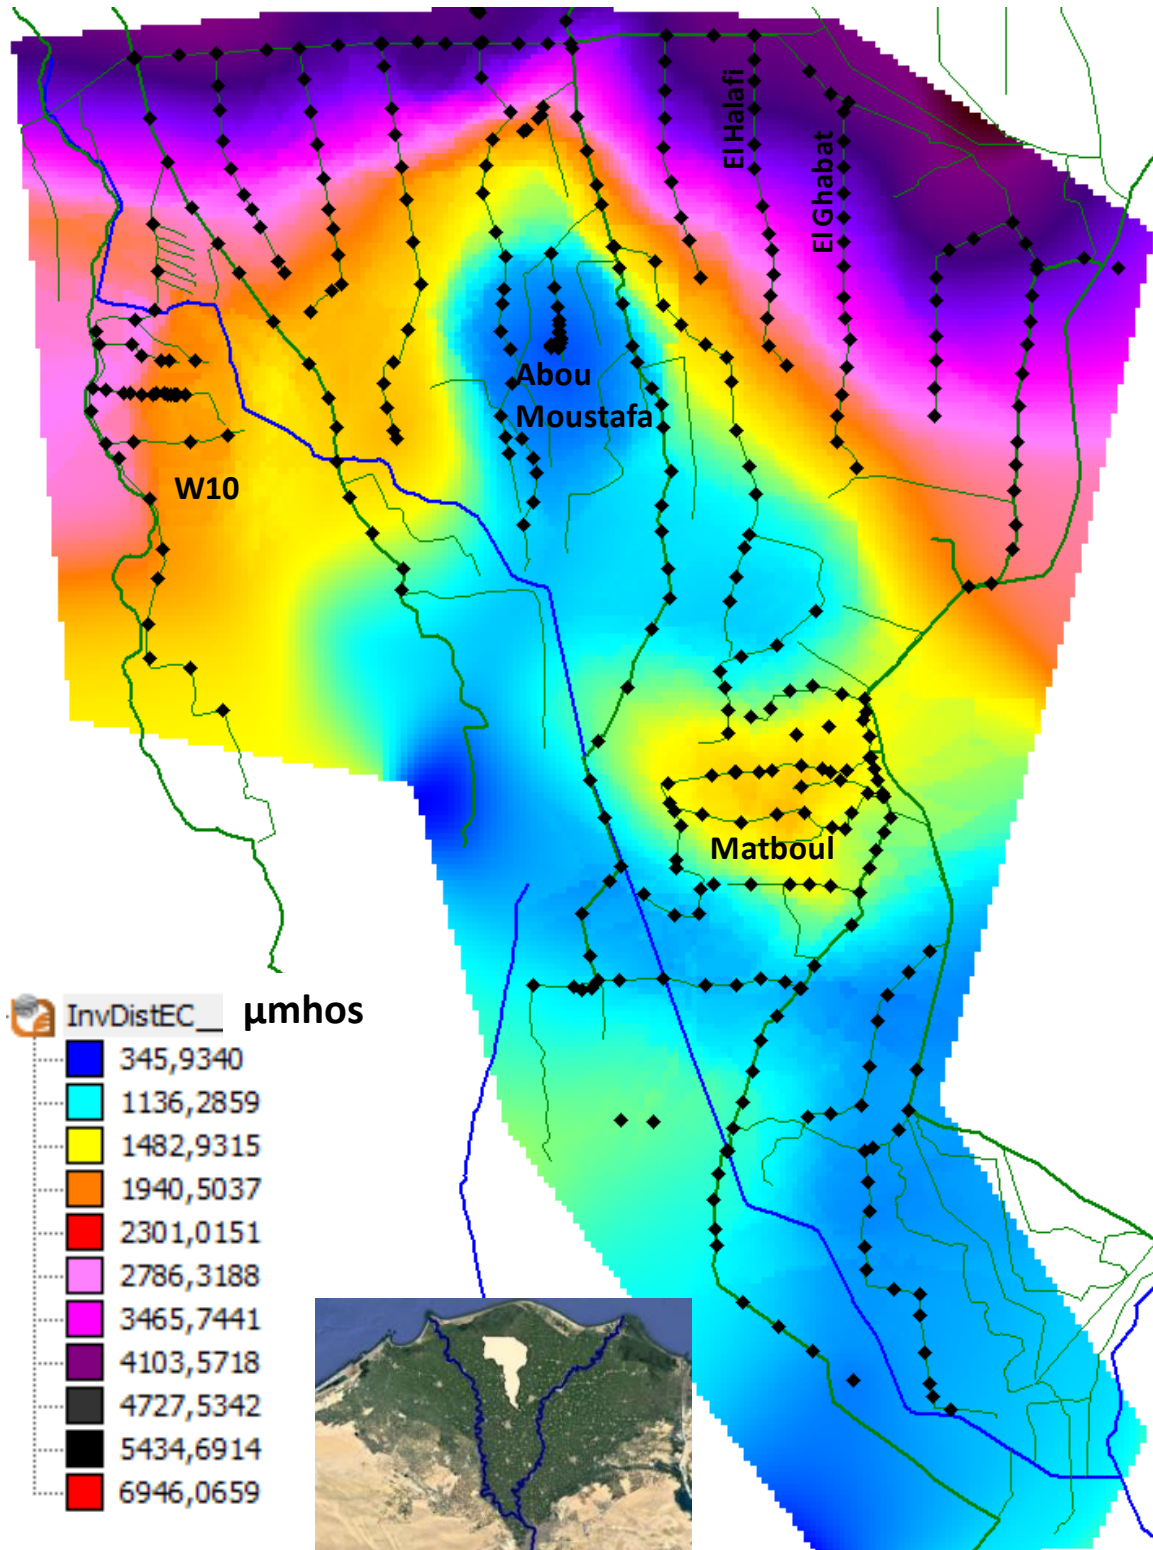 El Halafi
El Ghabat
Abou
Moustafa
W10
Matboul
InvDistEC__ µmhos
345,9340
1136,2859
1482,9315
1940,5037
2301,0151
2786,3188
3465,7441
4103,5718
4727,5342
5434,6914
6946,0659